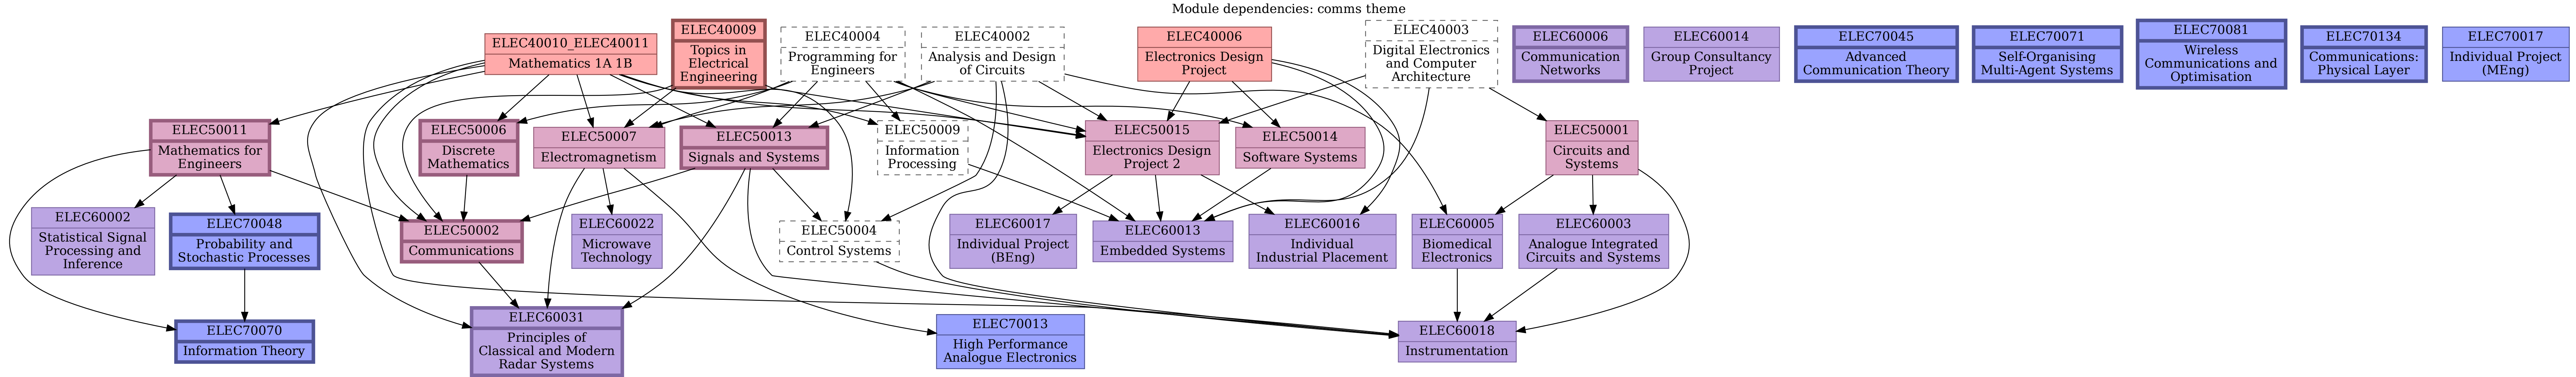 Module dependencies: comms theme
ELEC40010_ELEC40011
Mathematics 1A 1B
ELEC40009
Topics in
Electrical
Engineering
ELEC40004
Programming for
Engineers
ELEC40002
Analysis and Design
of Circuits
ELEC40006
Electronics Design
Project
ELEC40003
Digital Electronics
and Computer
Architecture
ELEC60006
Communication
Networks
ELEC60014
Group Consultancy
Project
ELEC70045
Advanced
Communication Theory
ELEC70071
Self-Organising
Multi-Agent Systems
ELEC70081
Wireless
Communications and
Optimisation
ELEC70134
Communications:
Physical Layer
ELEC70017
Individual Project
(MEng)
ELEC50011
Mathematics for
Engineers
ELEC50006
Discrete
Mathematics
ELEC50007
Electromagnetism
ELEC50013
Signals and Systems
ELEC50009
Information
Processing
ELEC50015
Electronics Design
Project 2
ELEC50014
Software Systems
ELEC50001
Circuits and
Systems
ELEC60002
Statistical Signal
Processing and
Inference
ELEC70048
Probability and
Stochastic Processes
ELEC50002
Communications
ELEC60022
Microwave
Technology
ELEC50004
Control Systems
ELEC60017
Individual Project
(BEng)
ELEC60013
Embedded Systems
ELEC60016
Individual
Industrial Placement
ELEC60005
Biomedical
Electronics
ELEC60003
Analogue Integrated
Circuits and Systems
ELEC70070
Information Theory
ELEC60031
Principles of
Classical and Modern
Radar Systems
ELEC70013
High Performance
Analogue Electronics
ELEC60018
Instrumentation